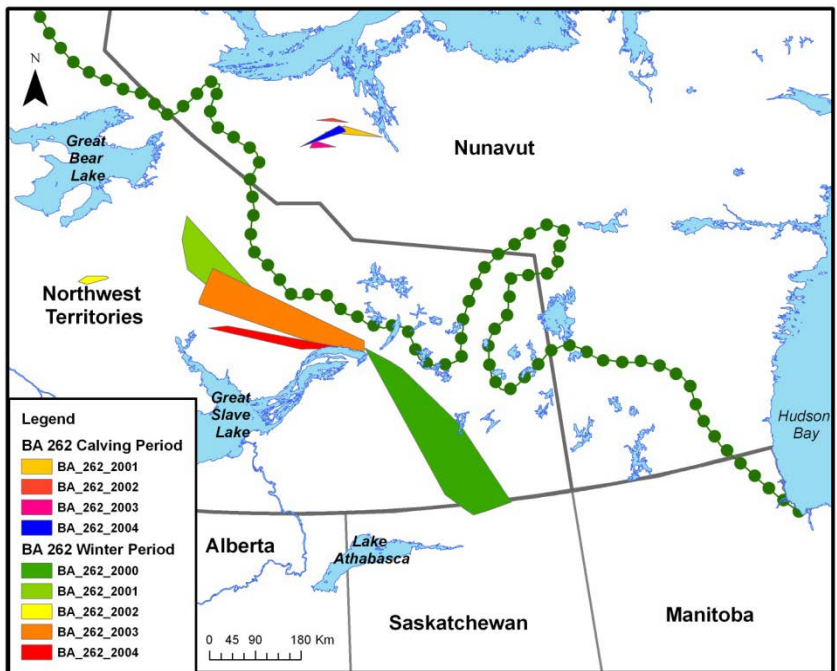 N
Great
Bear
Lake
Nunavut
Northwest
Territories
Great
Slave
Lake
Hudson
Bay
Legend
BA 262 Calving Period
BA_262_2001
BA_262_2002
BA_262_2003
BA_262_2004
BA 262 Winter Period
BA_262_2000
BA_262_2001
BA_262_2002
BA_262_2003
BA_262_2004
Alberta
Lake
Athabasca
Saskatchewan
Manitoba
0 45 90 180 Km